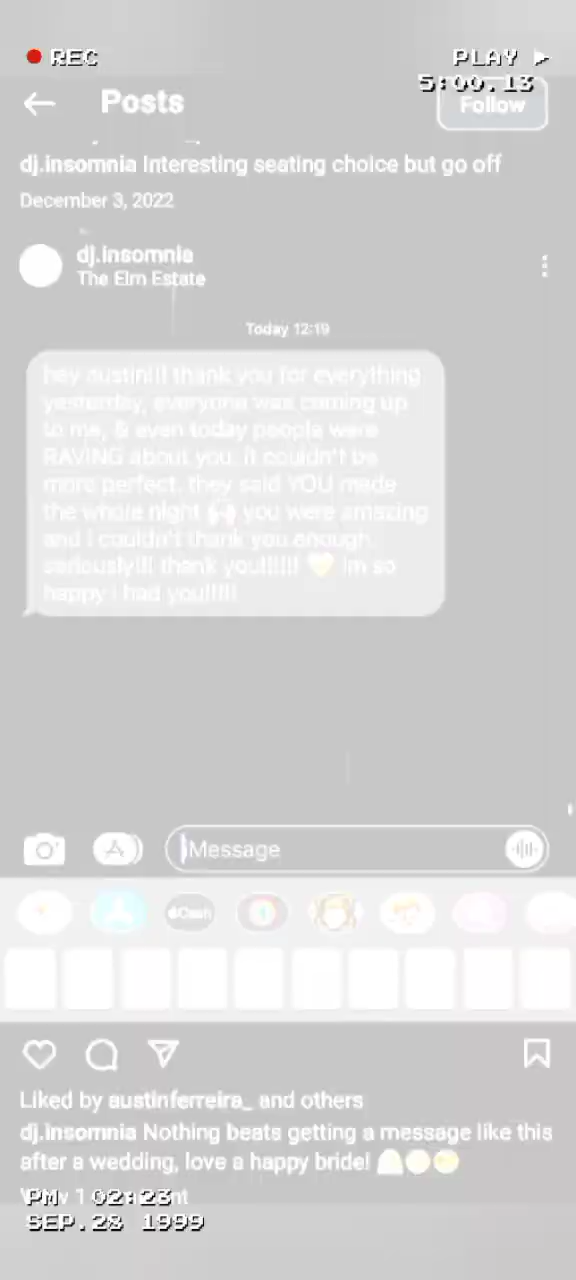 REC
PLAY
5:00.13
Posts
Follow
dj.insomnia Interesting seating choice but go off
December 3, 2022
dj.insomnia
The Elm Estate
Today 12:19
hey austin!!! thank you for everything
yesterday, everyone was coming up
to me, & even today people were
RAVING about you. it couldn't be
more perfect. they said YOU made
the whole night 🙌🏻 you were amazing
and i couldn't thank you enough.
seriously!!! thank you!!!!!! 💛 im so
happy i had you!!!!!
Message
Cash
Liked by austinferreira_ and others
dj.insomnia Nothing beats getting a message like this
after a wedding, love a happy bride!
PM 02:23
SEP.28 1999